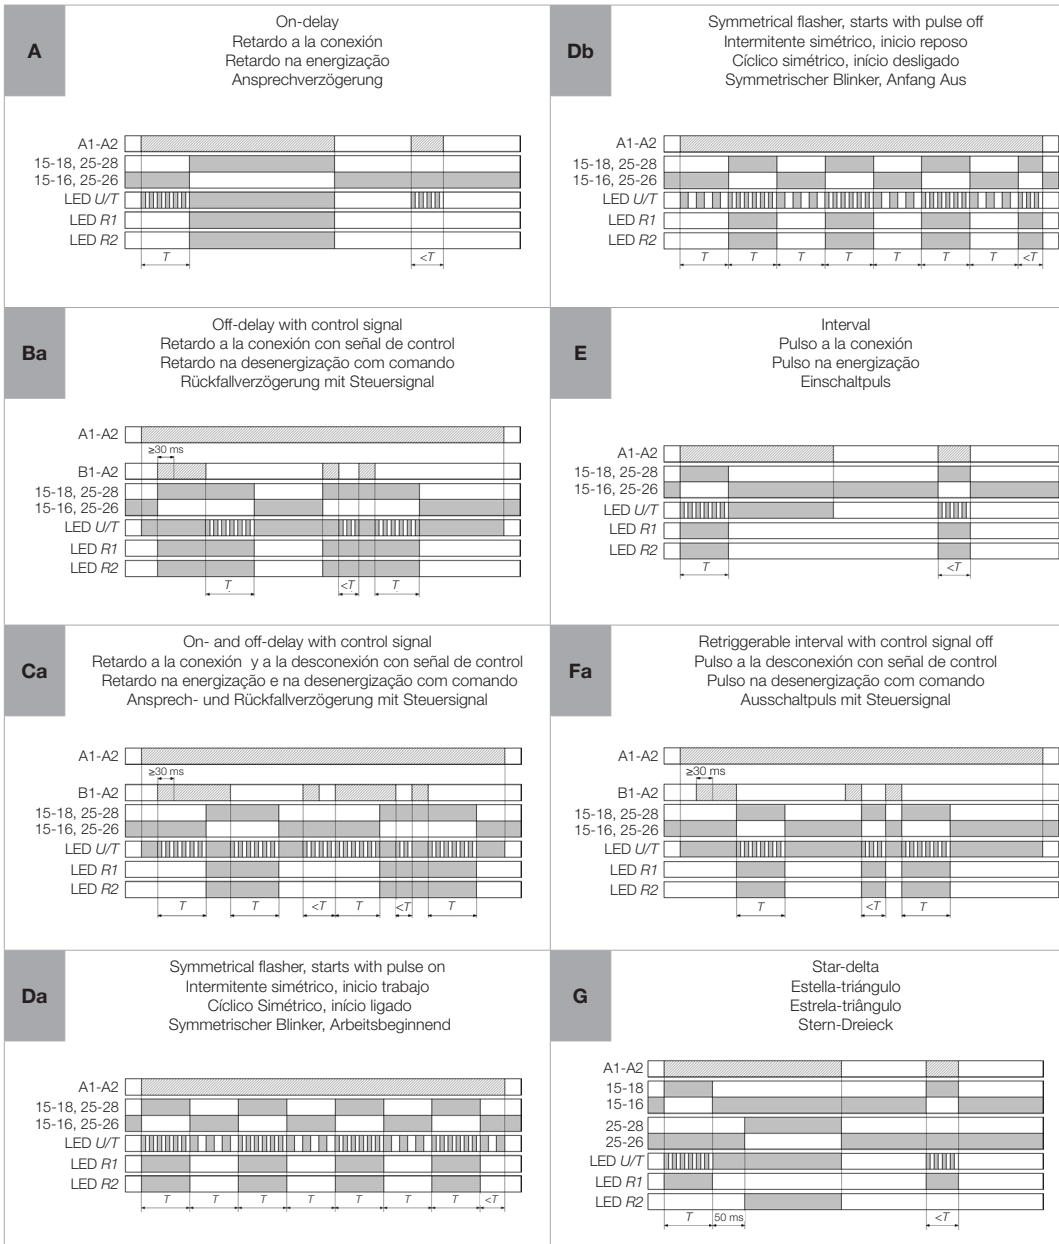 A
On-delay
Retardo a la conexión
Retardo na energização
Ansprechverzögerung
A1-A2
15-18, 25-28
15-16, 25-26
LED U/T
LED R1
LED R2
T
<T
Db
Symmetrical flasher, starts with pulse off
Intermitente simétrico, inicio reposo
Cíclico simétrico, início desligado
Symmetrischer Blinker, Anfang Aus
A1-A2
15-18, 25-28
15-16, 25-26
LED U/T
LED R1
LED R2
T T T T T T T <T
Ba
Off-delay with control signal
Retardo a la conexión con señal de control
Retardo na desenergização com comando
Rückfallverzögerung mit Steuersignal
A1-A2
≥30 ms
B1-A2
15-18, 25-28
15-16, 25-26
LED U/T
LED R1
LED R2
T <T T
E
Interval
Pulso a la conexión
Pulso na energização
Einschaltpuls
A1-A2
15-18, 25-28
15-16, 25-26
LED U/T
LED R1
LED R2
T <T
Ca
On- and off-delay with control signal
Retardo a la conexión y a la desconexión con señal de control
Retardo na energização e na desenergização com comando
Ansprech- und Rückfallverzögerung mit Steuersignal
A1-A2
≥30 ms
B1-A2
15-18, 25-28
15-16, 25-26
LED U/T
LED R1
LED R2
T T <T T <T T
Fa
Retriggerable interval with control signal off
Pulso a la desconexión con señal de control
Pulso na desenergização com comando
Ausschaltpuls mit Steuersignal
A1-A2
≥30 ms
B1-A2
15-18, 25-28
15-16, 25-26
LED U/T
LED R1
LED R2
T <T T
Da
Symmetrical flasher, starts with pulse on
Intermitente simétrico, inicio trabajo
Cíclico Simétrico, início ligado
Symmetrischer Blinker, Arbeitsbeginnend
A1-A2
15-18, 25-28
15-16, 25-26
LED U/T
LED R1
LED R2
T T T T T T T <T
G
Star-delta
Estella-triángulo
Estrela-triângulo
Stern-Dreieck
A1-A2
15-18
15-16
25-28
25-26
LED U/T
LED R1
LED R2
T 50 ms <T